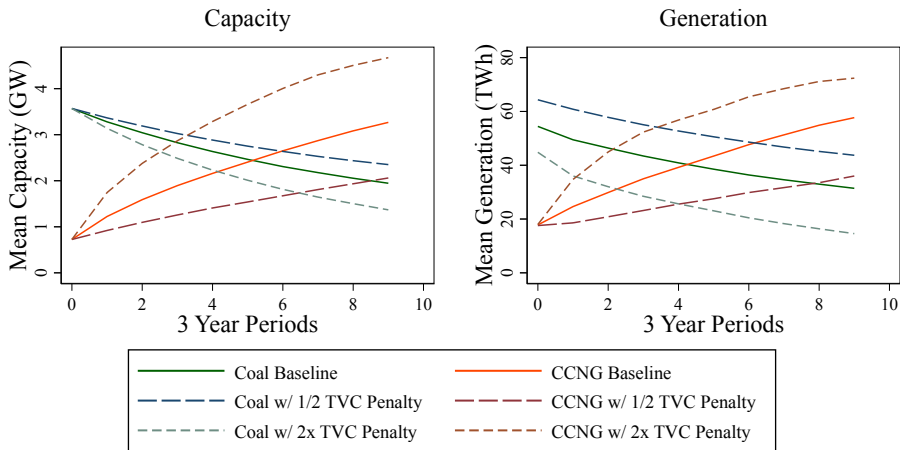 Capacity
Mean Capacity (GW)
0
1
2
3
4
0 2 4 6 8 10
3 Year Periods
Generation
Mean Generation (TWh)
0
20
40
60
80
0 2 4 6 8 10
3 Year Periods
Coal Baseline
CCNG Baseline
Coal w/ 1/2 TVC Penalty
CCNG w/ 1/2 TVC Penalty
Coal w/ 2x TVC Penalty
CCNG w/ 2x TVC Penalty